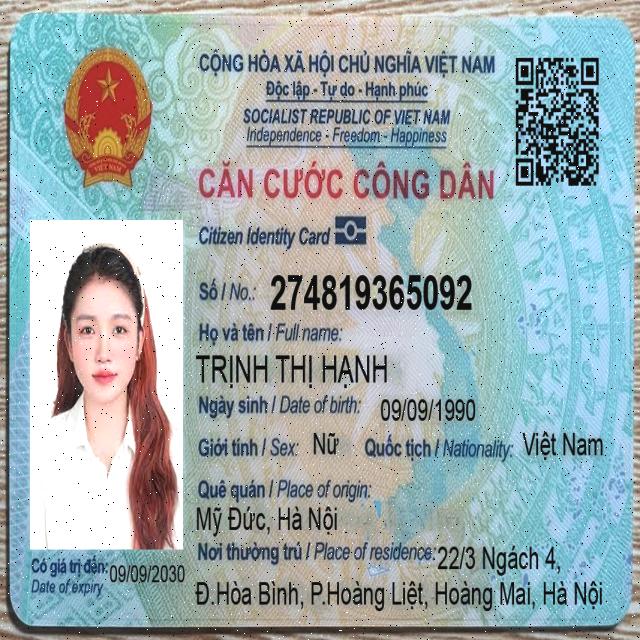 CỘNG HÒA XÃ HỘI CHỦ NGHĨA VIỆT NAM
Độc lập - Tự do - Hạnh phúc
SOCIALIST REPUBLIC OF VIET NAM
Independence - Freedom - Happiness
CĂN CƯỚC CÔNG DÂN
Citizen Identity Card
Số / No.: 274819365092
Họ và tên / Full name:
TRỊNH THỊ HẠNH
Ngày sinh / Date of birth: 09/09/1990
Giới tính / Sex: Nữ Quốc tịch / Nationality: Việt Nam
Quê quán / Place of origin:
Mỹ Đức, Hà Nội
Nơi thường trú / Place of residence: 22/3 Ngách 4,
Đ.Hòa Bình, P.Hoàng Liệt, Hoàng Mai, Hà Nội
Có giá trị đến: 09/09/2030
Date of expiry
VIỆT NAM